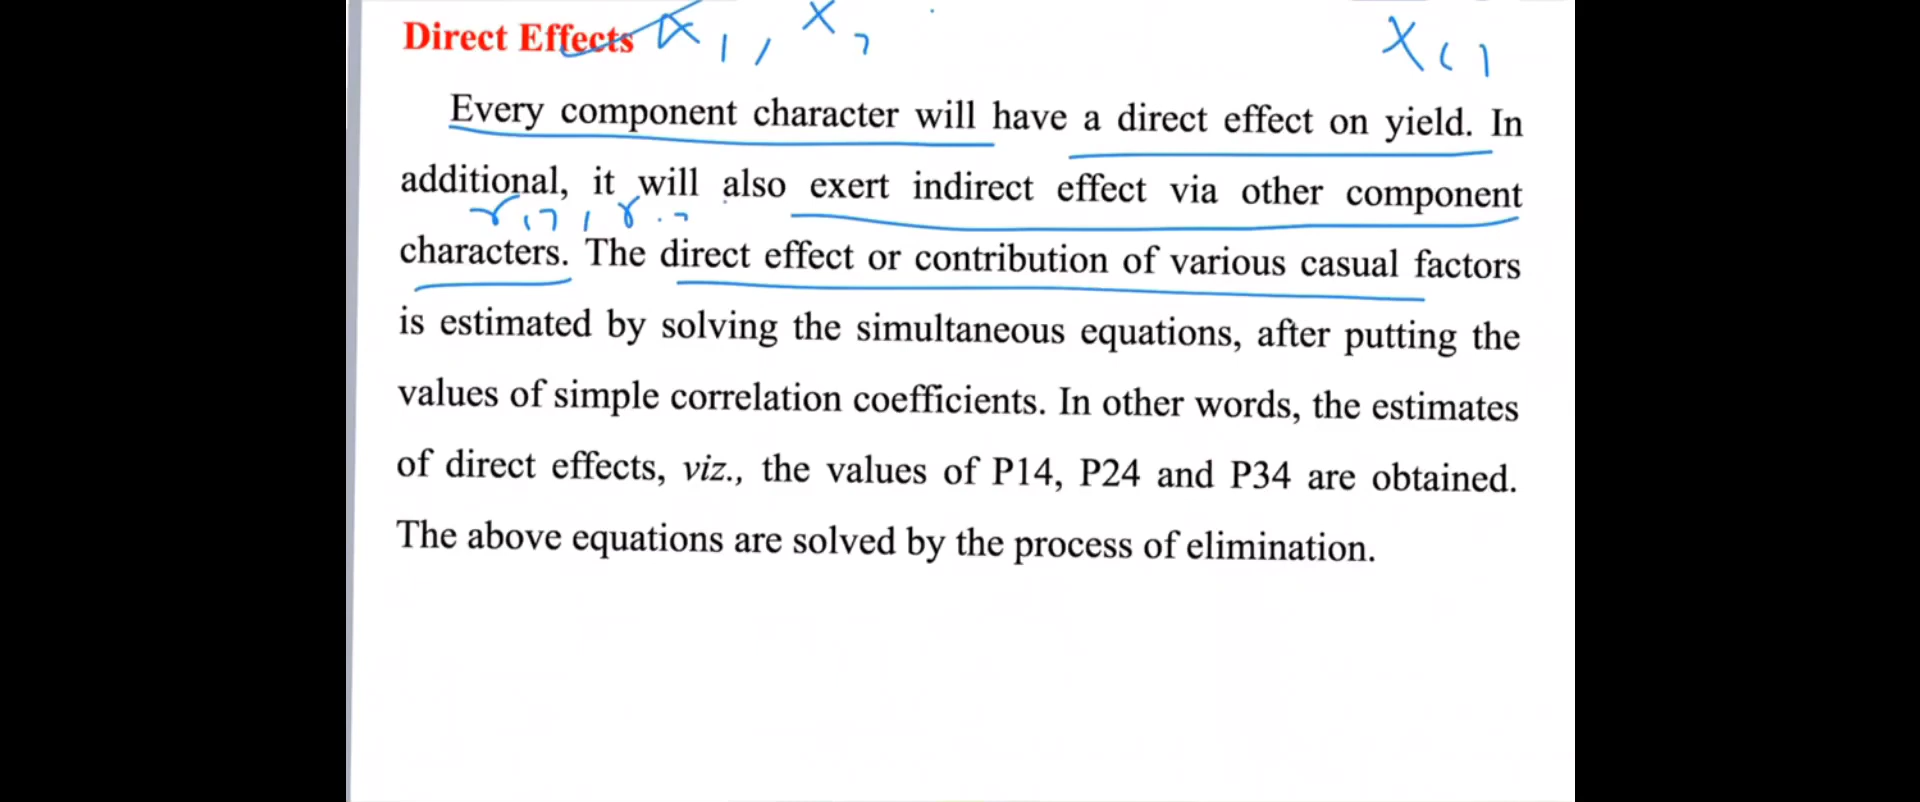 Direct Effects x 1 , x 2
Every component character will have a direct effect on yield. In
additional, it will also exert indirect effect via other component
characters. The direct effect or contribution of various casual factors
is estimated by solving the simultaneous equations, after putting the
values of simple correlation coefficients. In other words, the estimates
of direct effects, viz., the values of P14, P24 and P34 are obtained.
The above equations are solved by the process of elimination.